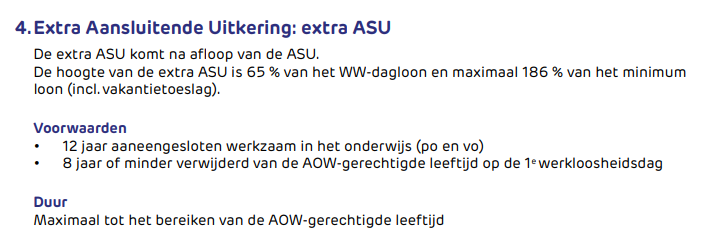 4. Extra Aansluitende Uitkering: extra ASU
De extra ASU komt na afloop van de ASU.
De hoogte van de extra ASU is 65 % van het WW-dagloon en maximaal 186 % van het minimum
loon (incl. vakantietoeslag).
Voorwaarden
• 12 jaar aaneengesloten werkzaam in het onderwijs (po en vo)
• 8 jaar of minder verwijderd van de AOW-gerechtigde leeftijd op de 1e werkloosheidsdag
Duur
Maximaal tot het bereiken van de AOW-gerechtigde leeftijd